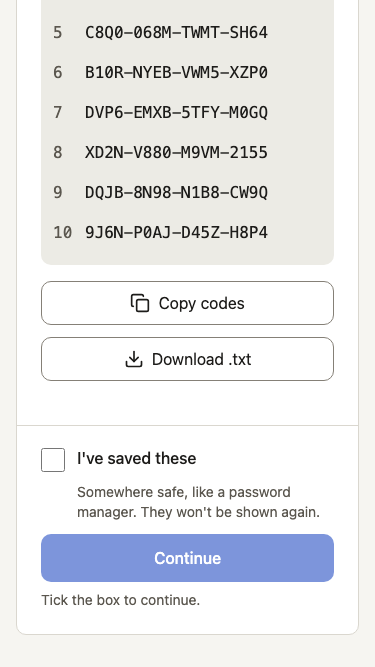 5 C8Q0-068M-TWMT-SH64
6 B10R-NYEB-VWM5-XZP0
7 DVP6-EMXB-5TFY-M0GQ
8 XD2N-V880-M9VM-2155
9 DQJB-8N98-N1B8-CW9Q
10 9J6N-P0AJ-D45Z-H8P4
Copy codes
Download .txt
I've saved these
Somewhere safe, like a password
manager. They won't be shown again.
Continue
Tick the box to continue.